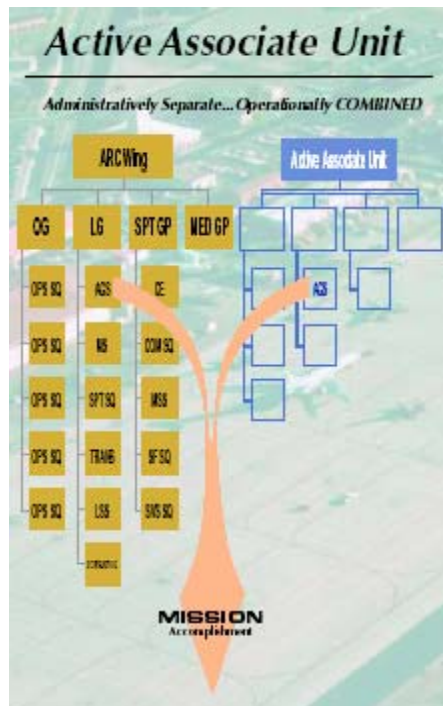 Active Associate Unit
Administratively Separate...Operationally COMBINED
ARC Wing
Active Associate Unit
OG
LG
SPT GP
MED GP
OPS SQ
AGS
CE
AGS
OPS SQ
MS
COM SQ
OPS SQ
SPT SQ
MSS
OPS SQ
TRANS
SF SQ
OPS SQ
LSS
SVS SQ
MISSION
Accomplishment